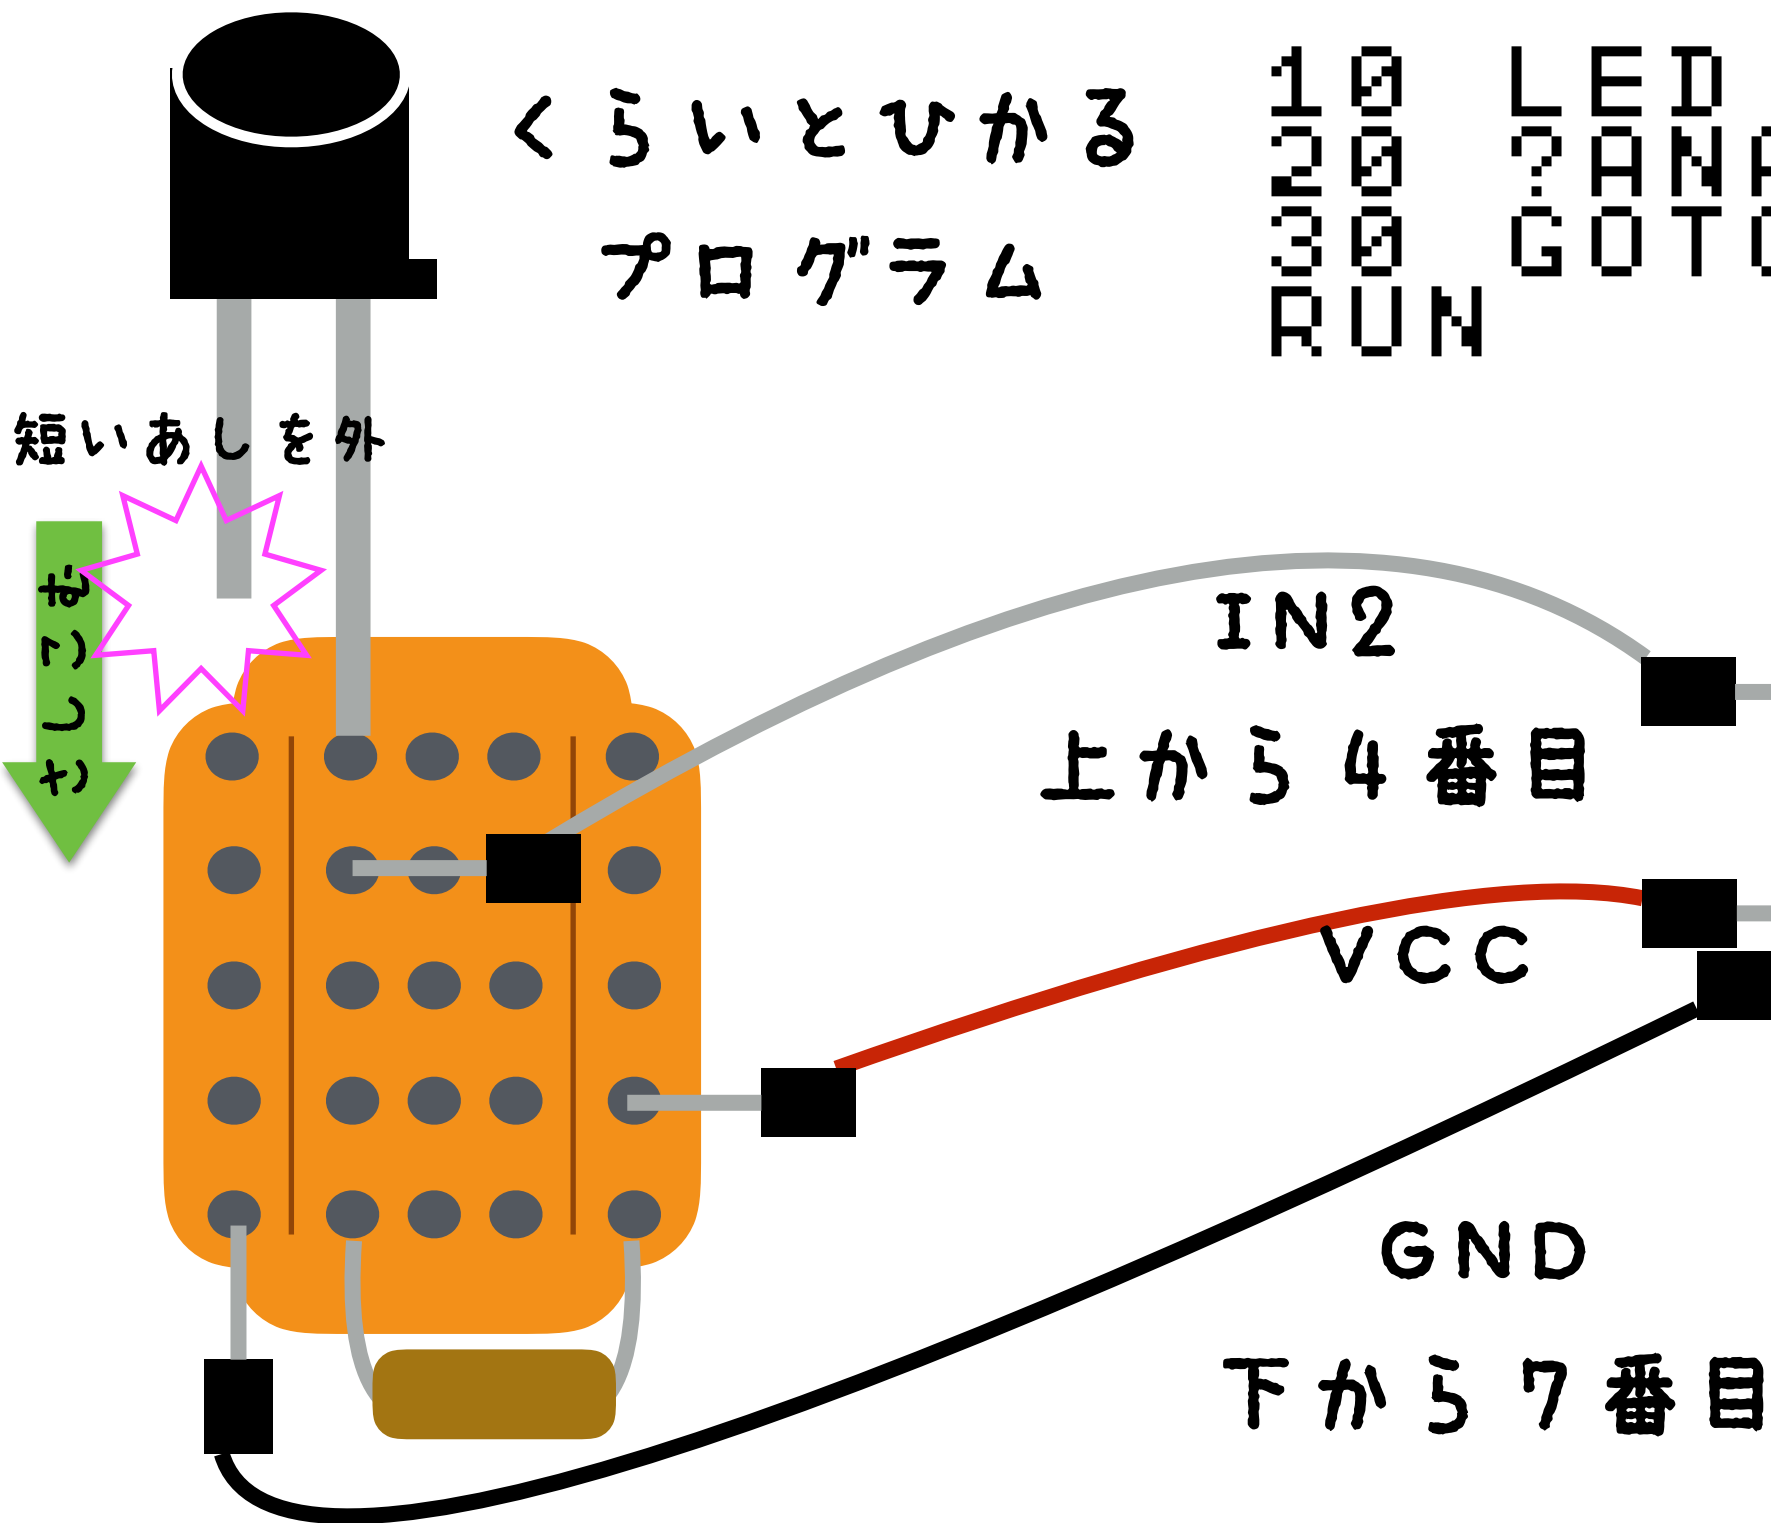 くらいとひかる
プログラム
10 LED
20 ?AN
30 GOT
RUN
短いあしを外
さしこむ
IN2
上から4番目
VCC
GND
下から7番目